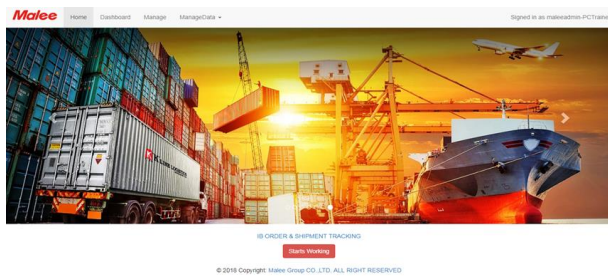 Malee Home Dashboard Manage ManageData Signed in as maleeadmin-PCTraine
IB ORDER & SHIPMENT TRACKING
Starts Working
© 2018 Copyright: Malee Group CO.,LTD. ALL RIGHT RESERVED